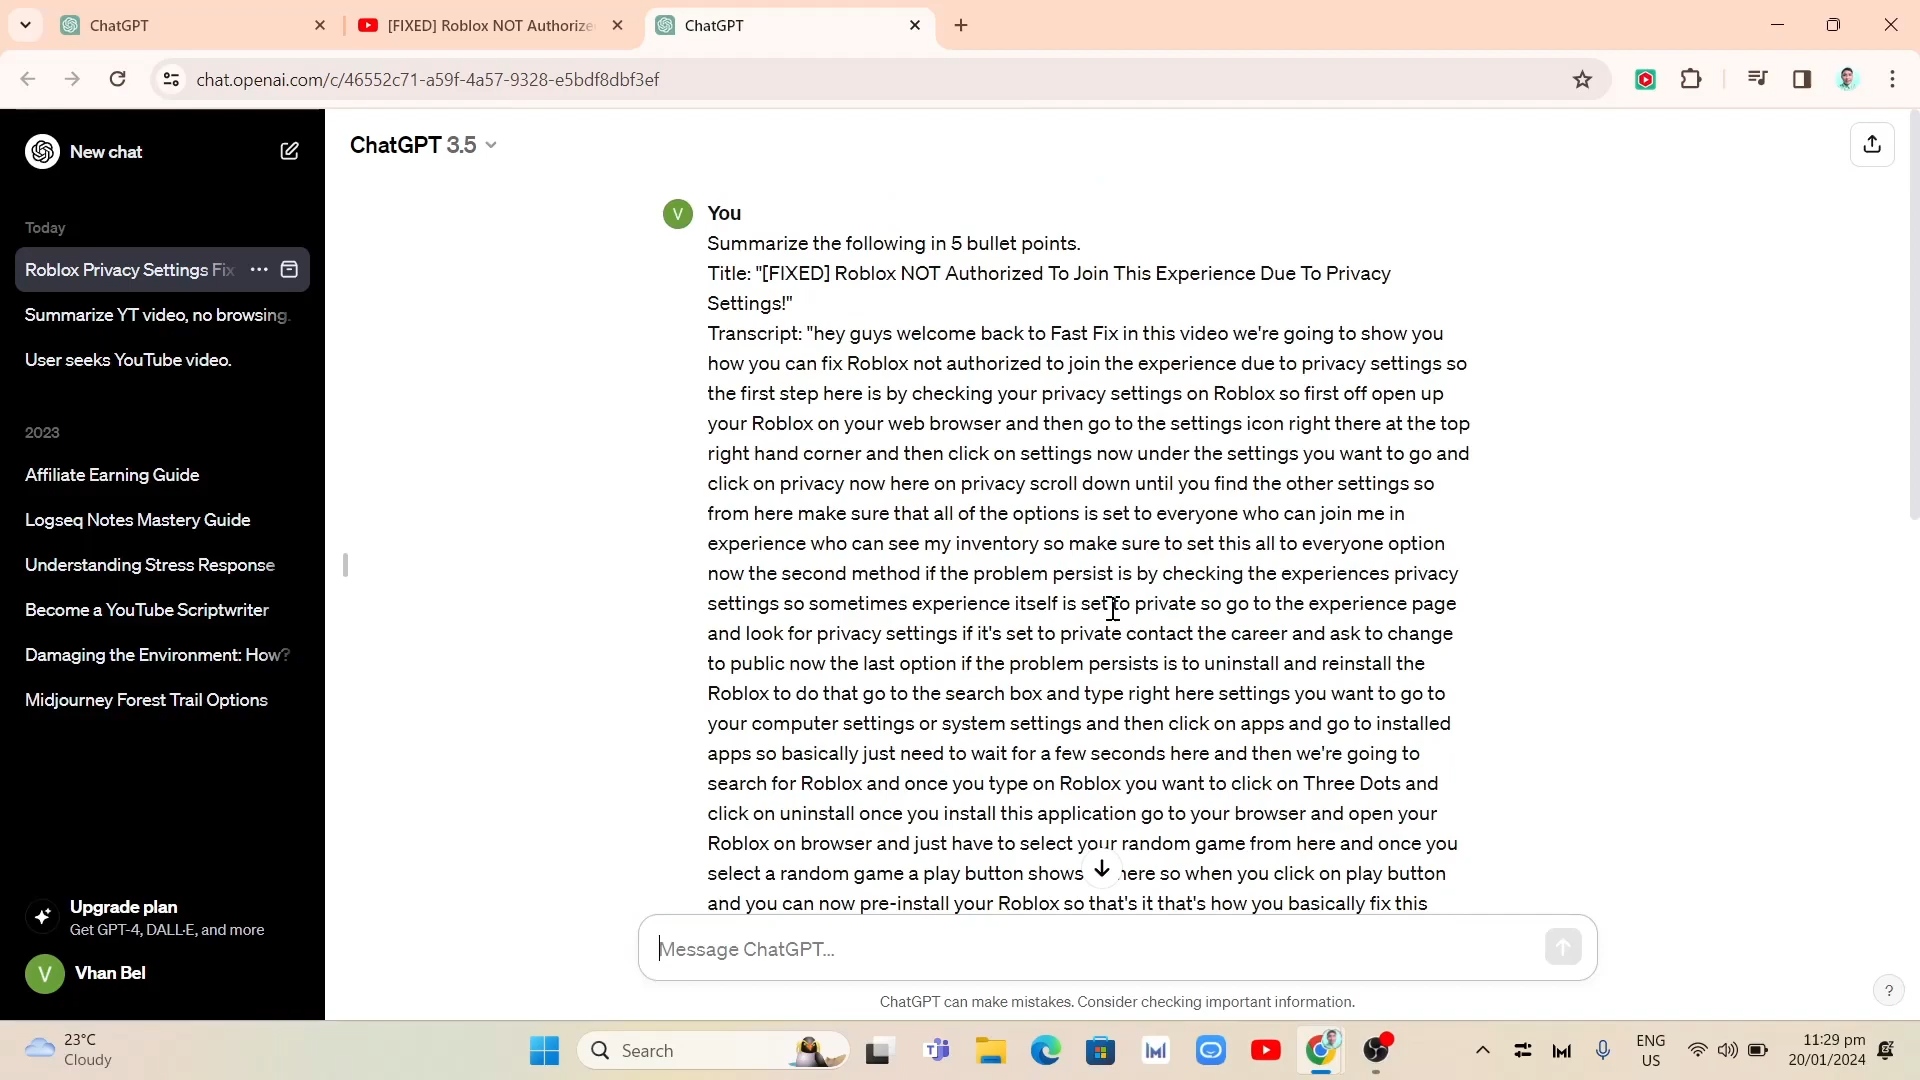 ChatGPT
[FIXED] Roblox NOT Authorize
ChatGPT
chat.openai.com/c/46552c71-a59f-4a57-9328-e5bdf8dbf3ef
New chat
Today
Roblox Privacy Settings Fix
Summarize YT video, no browsing.
User seeks YouTube video.
2023
Affiliate Earning Guide
Logseq Notes Mastery Guide
Understanding Stress Response
Become a YouTube Scriptwriter
Damaging the Environment: How?
Midjourney Forest Trail Options
Upgrade plan
Get GPT-4, DALL·E, and more
V
Vhan Bel
ChatGPT 3.5
V
You
Summarize the following in 5 bullet points.
Title: "[FIXED] Roblox NOT Authorized To Join This Experience Due To Privacy
Settings!"
Transcript: "hey guys welcome back to Fast Fix in this video we're going to show you
how you can fix Roblox not authorized to join the experience due to privacy settings so
the first step here is by checking your privacy settings on Roblox so first off open up
your Roblox on your web browser and then go to the settings icon right there at the top
right hand corner and then click on settings now under the settings you want to go and
click on privacy now here on privacy scroll down until you find the other settings so
from here make sure that all of the options is set to everyone who can join me in
experience who can see my inventory so make sure to set this all to everyone option
now the second method if the problem persist is by checking the experiences privacy
settings so sometimes experience itself is set to private so go to the experience page
and look for privacy settings if it's set to private contact the career and ask to change
to public now the last option if the problem persists is to uninstall and reinstall the
Roblox to do that go to the search box and type right here settings you want to go to
your computer settings or system settings and then click on apps and go to installed
apps so basically just need to wait for a few seconds here and then we're going to
search for Roblox and once you type on Roblox you want to click on Three Dots and
click on uninstall once you install this application go to your browser and open your
Roblox on browser and just have to select your random game from here and once you
select a random game a play button shows here so when you click on play button
and you can now pre-install your Roblox so that's it that's how you basically fix this
Message ChatGPT...
ChatGPT can make mistakes. Consider checking important information.
?
23°C
Cloudy
Search
ENG
US
11:29 pm
20/01/2024